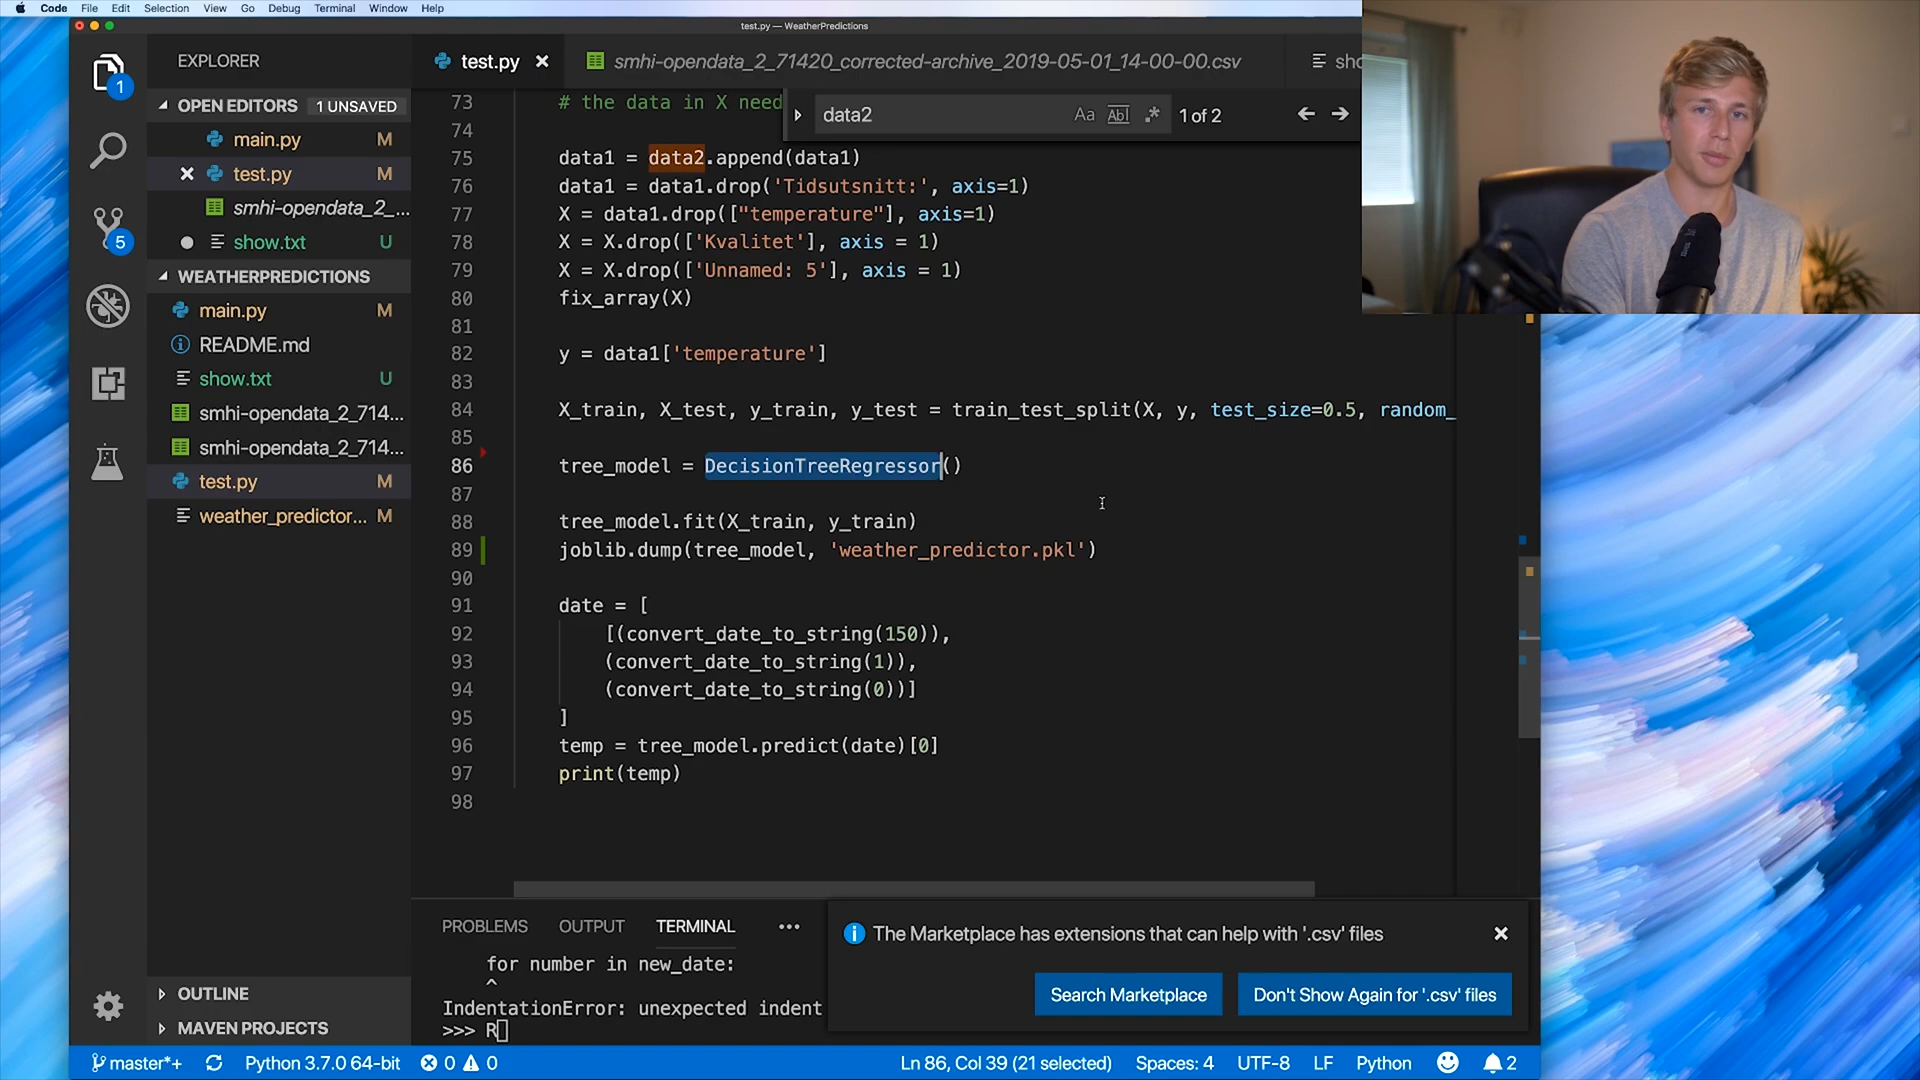 Code File Edit Selection View Go Debug Terminal Window Help
test.py — WeatherPredictions
EXPLORER
1
OPEN EDITORS 1 UNSAVED
main.py M
test.py M
smhi-opendata_2_...
5
show.txt U
WEATHERPREDICTIONS
main.py M
README.md
show.txt U
smhi-opendata_2_714...
smhi-opendata_2_714...
test.py M
weather_predictor... M
OUTLINE
MAVEN PROJECTS
test.py smhi-opendata_2_71420_corrected-archive_2019-05-01_14-00-00.csv sho
data2 Aa Abl .* 1 of 2
73 # the data in X need
74
75 data1 = data2.append(data1)
76 data1 = data1.drop('Tidsutsnitt:', axis=1)
77 X = data1.drop(["temperature"], axis=1)
78 X = X.drop(['Kvalitet'], axis = 1)
79 X = X.drop(['Unnamed: 5'], axis = 1)
80 fix_array(X)
81
82 y = data1['temperature']
83
84 X_train, X_test, y_train, y_test = train_test_split(X, y, test_size=0.5, random_
85
86 tree_model = DecisionTreeRegressor()
87
88 tree_model.fit(X_train, y_train)
89 joblib.dump(tree_model, 'weather_predictor.pkl')
90
91 date = [
92 [(convert_date_to_string(150)),
93 (convert_date_to_string(1)),
94 (convert_date_to_string(0))]
95 ]
96 temp = tree_model.predict(date)[0]
97 print(temp)
98
PROBLEMS OUTPUT TERMINAL ...
for number in new_date:
^
IndentationError: unexpected indent
>>> R
The Marketplace has extensions that can help with '.csv' files
Search Marketplace Don't Show Again for '.csv' files
master*+ Python 3.7.0 64-bit 0 0 Ln 86, Col 39 (21 selected) Spaces: 4 UTF-8 LF Python 2